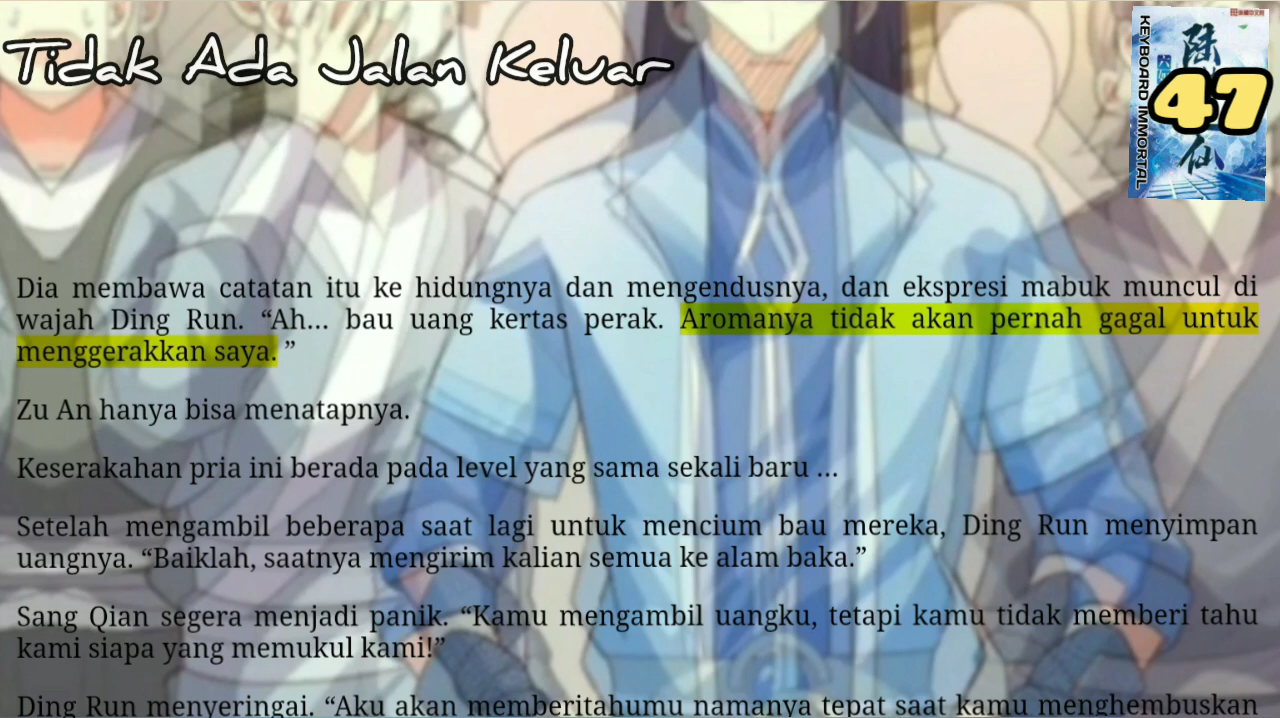 Tidak Ada Jalan Keluar
KEYBOARD IMMORTAL
47
仙
Dia membawa catatan itu ke hidungnya dan mengendusnya, dan ekspresi mabuk muncul di
wajah Ding Run. “Ah… bau uang kertas perak. Aromanya tidak akan pernah gagal untuk
menggerakkan saya. ”
Zu An hanya bisa menatapnya.
Keserakahan pria ini berada pada level yang sama sekali baru …
Setelah mengambil beberapa saat lagi untuk mencium bau mereka, Ding Run menyimpan
uangnya. “Baiklah, saatnya mengirim kalian semua ke alam baka.”
Sang Qian segera menjadi panik. “Kamu mengambil uangku, tetapi kamu tidak memberi tahu
kami siapa yang memukul kami!”
Ding Run menyeringai. “Aku akan memberitahumu namanya tepat saat kamu menghembuskan